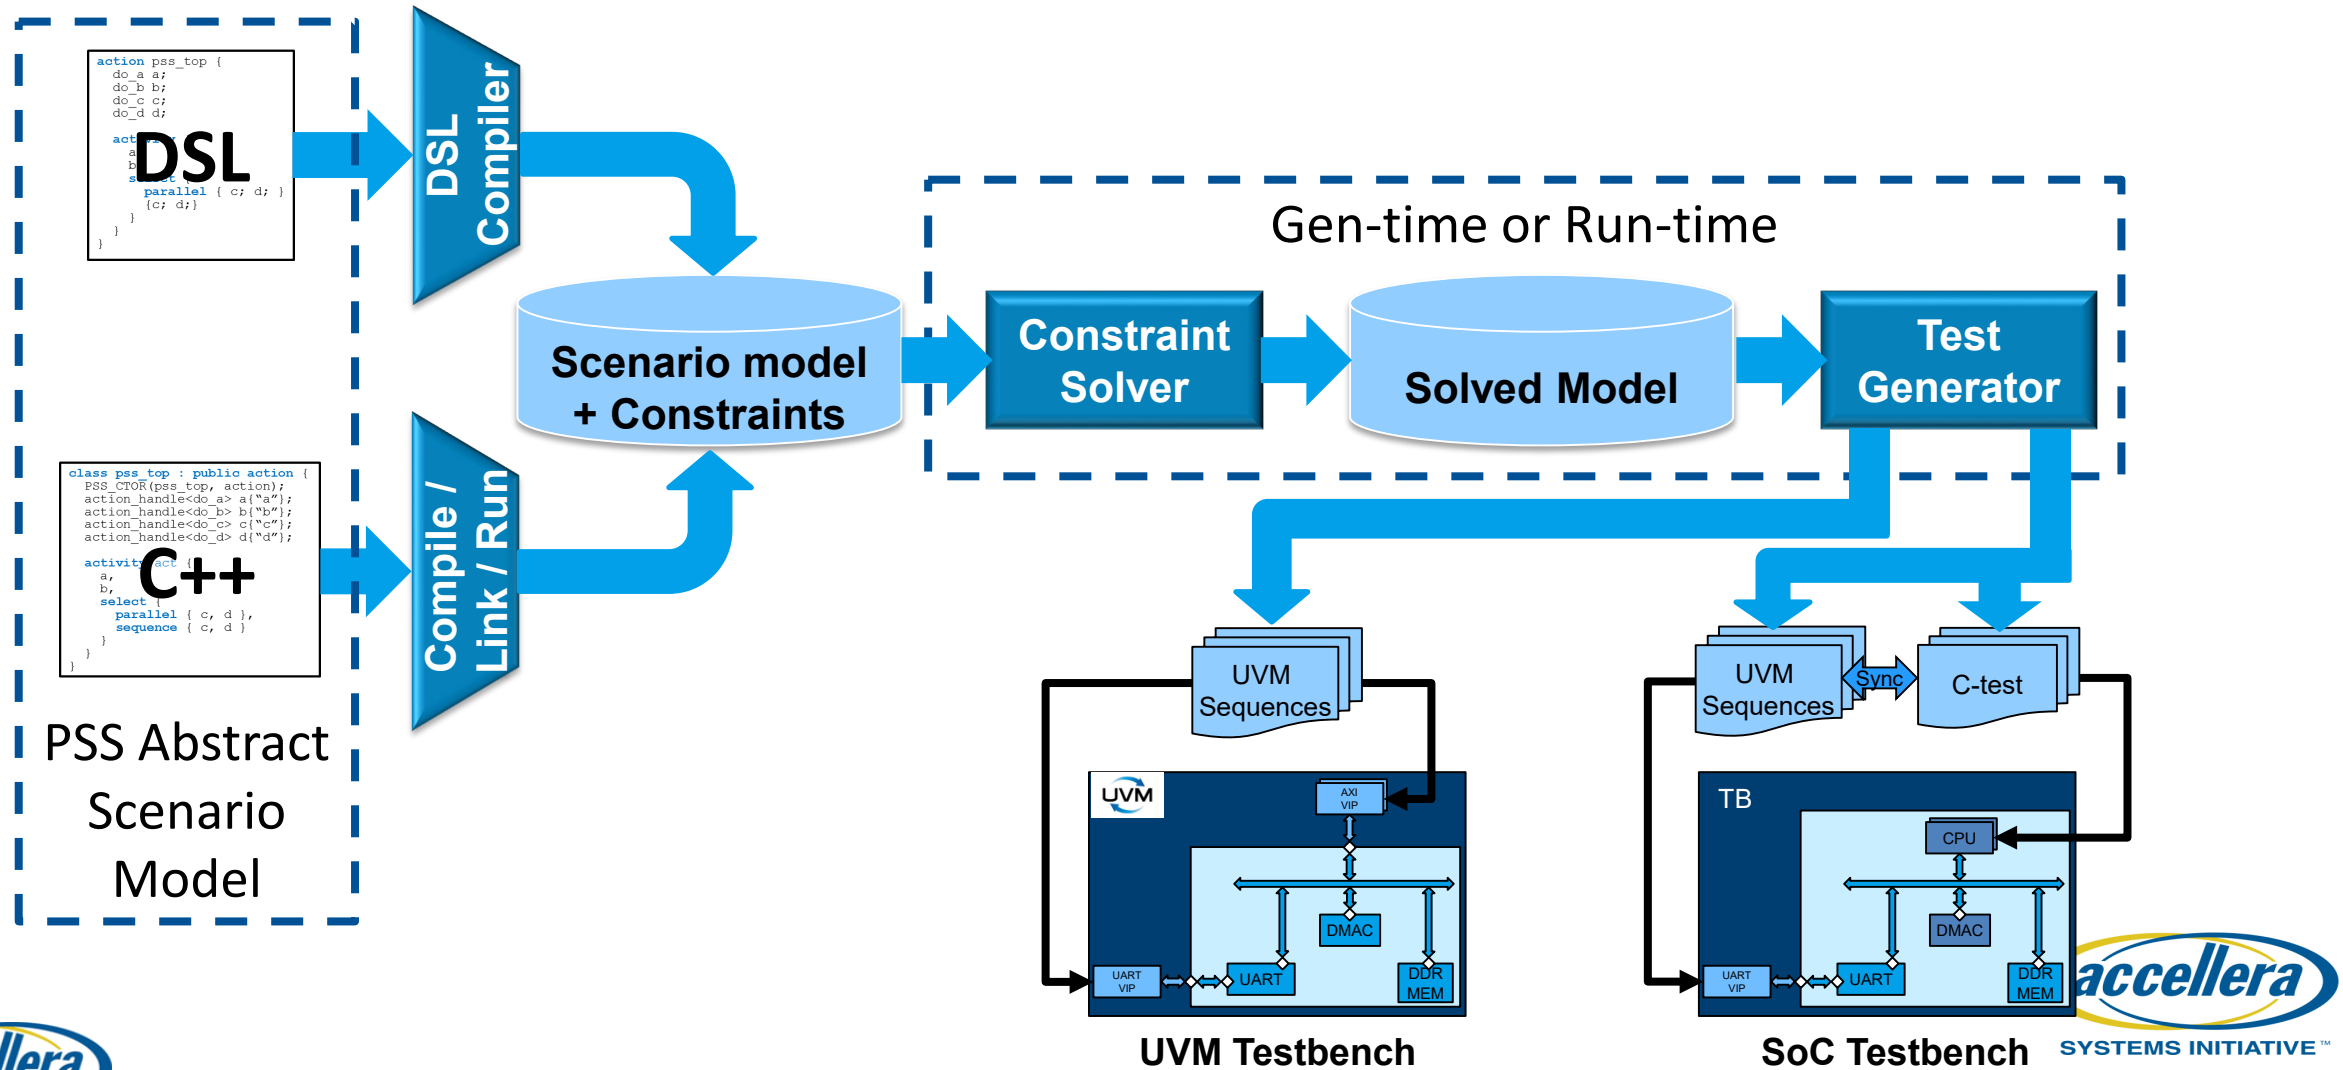 action pss_top {
do_a a;
do_b b;
do_c c;
do_d d;
DSL
parallel { c; d; }
{c; d;}
}
}
}
DSL
Compiler
class pss_top : public action {
PSS_CTOR(pss_top, action);
action_handle<do_a> a{“a”};
action_handle<do_b> b{“b”};
action_handle<do_c> c{“c”};
action_handle<do_d> d{“d”};
activity act {
a,
b,
C++
select {
parallel { c, d },
sequence { c, d }
}
}
}
Compile /
Link / Run
PSS Abstract
Scenario
Model
Scenario model
+ Constraints
Gen-time or Run-time
Constraint
Solver
Solved Model
Test
Generator
UVM
Sequences
UVM
Sequences
Sync
C-test
UVM
AXI
VIP
DMAC
UART
VIP
UART
DDR
MEM
UVM Testbench
TB
CPU
DMAC
UART
VIP
UART
DDR
MEM
SoC Testbench
accellera
SYSTEMS INITIATIVE™
llera